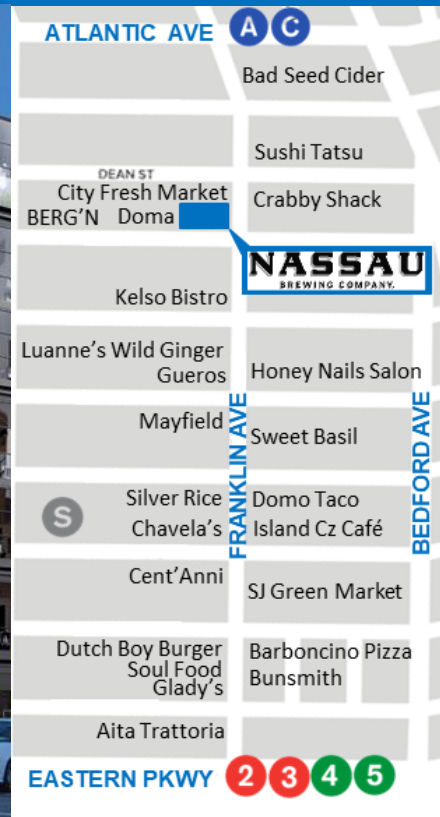 ATLANTIC AVE A C
Bad Seed Cider
Sushi Tatsu
DEAN ST
City Fresh Market
BERG'N Doma
Crabby Shack
NASSAU
BREWING COMPANY.
Kelso Bistro
Luanne's Wild Ginger
Gueros
Honey Nails Salon
Mayfield
Sweet Basil
FRANKLIN AVE
BEDFORD AVE
S
Silver Rice
Chavela's
Domo Taco
Island Cz Café
Cent'Anni
SJ Green Market
Dutch Boy Burger
Soul Food
Glady's
Barboncino Pizza
Bunsmith
Aita Trattoria
EASTERN PKWY 2 3 4 5